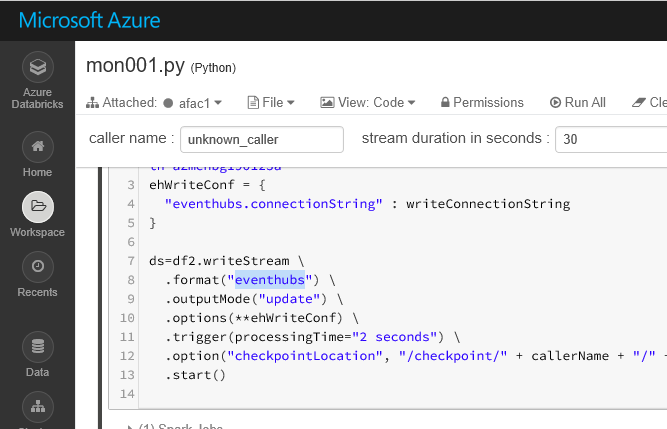 Microsoft Azure
mon001.py (Python)
Azure
Databricks
Attached: afac1 File View: Code Permissions Run All Cle
caller name : unknown_caller stream duration in seconds : 30
Home
Workspace
Recents
Data
3 ehWriteConf = {
4 "eventhubs.connectionString" : writeConnectionString
5 }
6
7 ds=df2.writeStream \
8 .format("eventhubs") \
9 .outputMode("update") \
10 .options(**ehWriteConf) \
11 .trigger(processingTime="2 seconds") \
12 .option("checkpointLocation", "/checkpoint/" + callerName + "/" +
13 .start()
14
(1) Spark Jobs